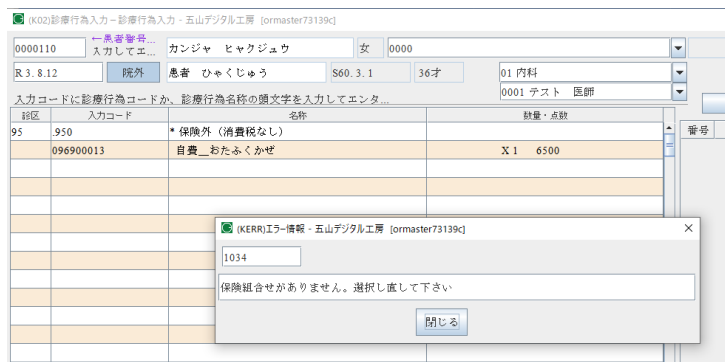 (K02)診療行為入力－診療行為入力 - 五山デジタル工房 [ormaster73139c]
←患者番号...
0000110 入力してエ... カンジャ ヒャクジュウ 女 0000
R 3. 8.12 院外 患者 ひゃくじゅう S60. 3. 1 36才 01 内科
0001 テスト 医師
入力コードに診療行為コードか、診療行為名称の頭文字を入力してエンタ...
診区 入力コード 名称 数量・点数 番号
95 .950 * 保険外（消費税なし）
096900013 自費__おたふくかぜ X 1 6500
(KERR)エラー情報 - 五山デジタル工房 [ormaster73139c]
1034
保険組合せがありません。選択し直して下さい
閉じる